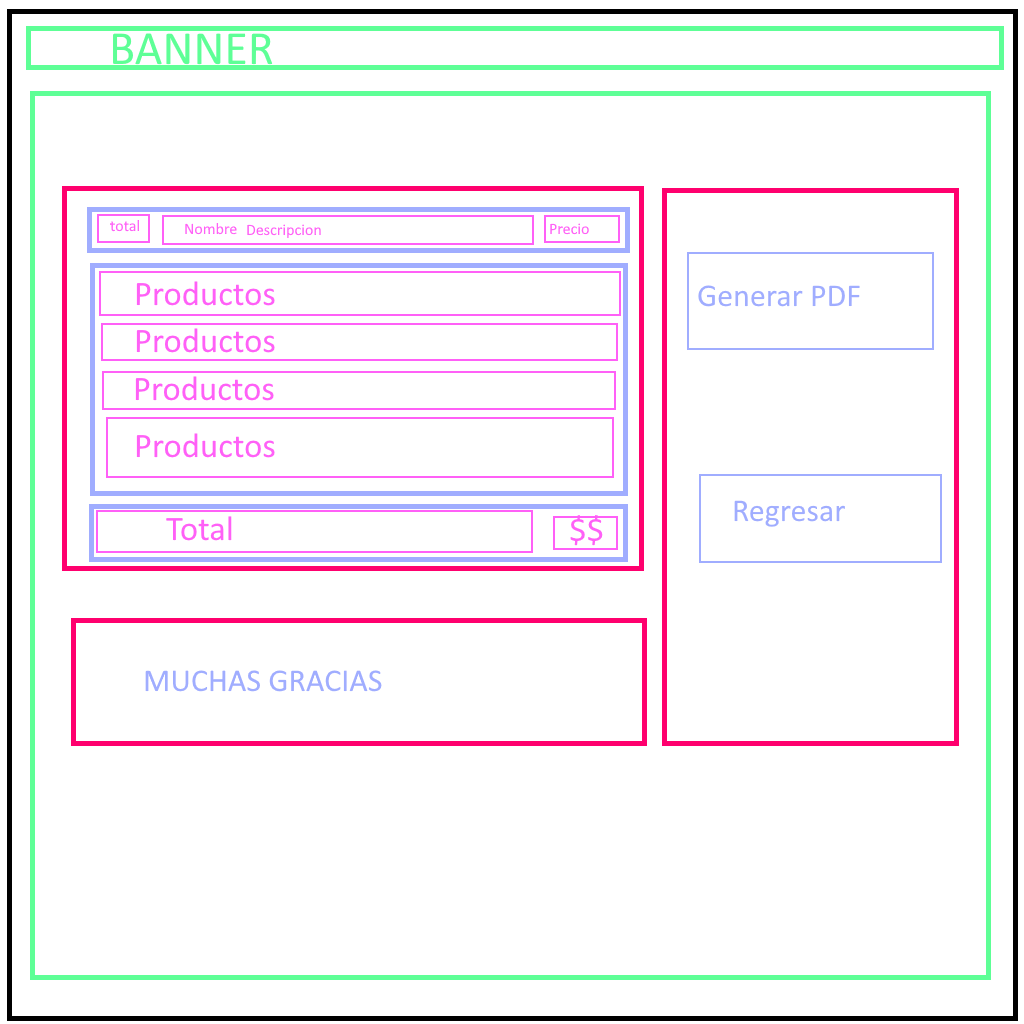 BANNER
total Nombre Descripcion Precio
Productos
Productos
Productos
Productos
Total $$
Generar PDF
Regresar
MUCHAS GRACIAS